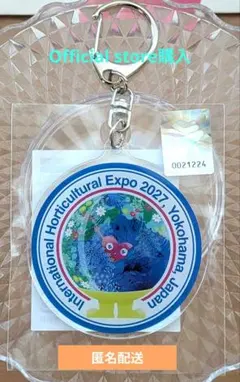 Official store購入
0021224
International Horticultural Expo 2027, Yokohama, Japan
匿名配送